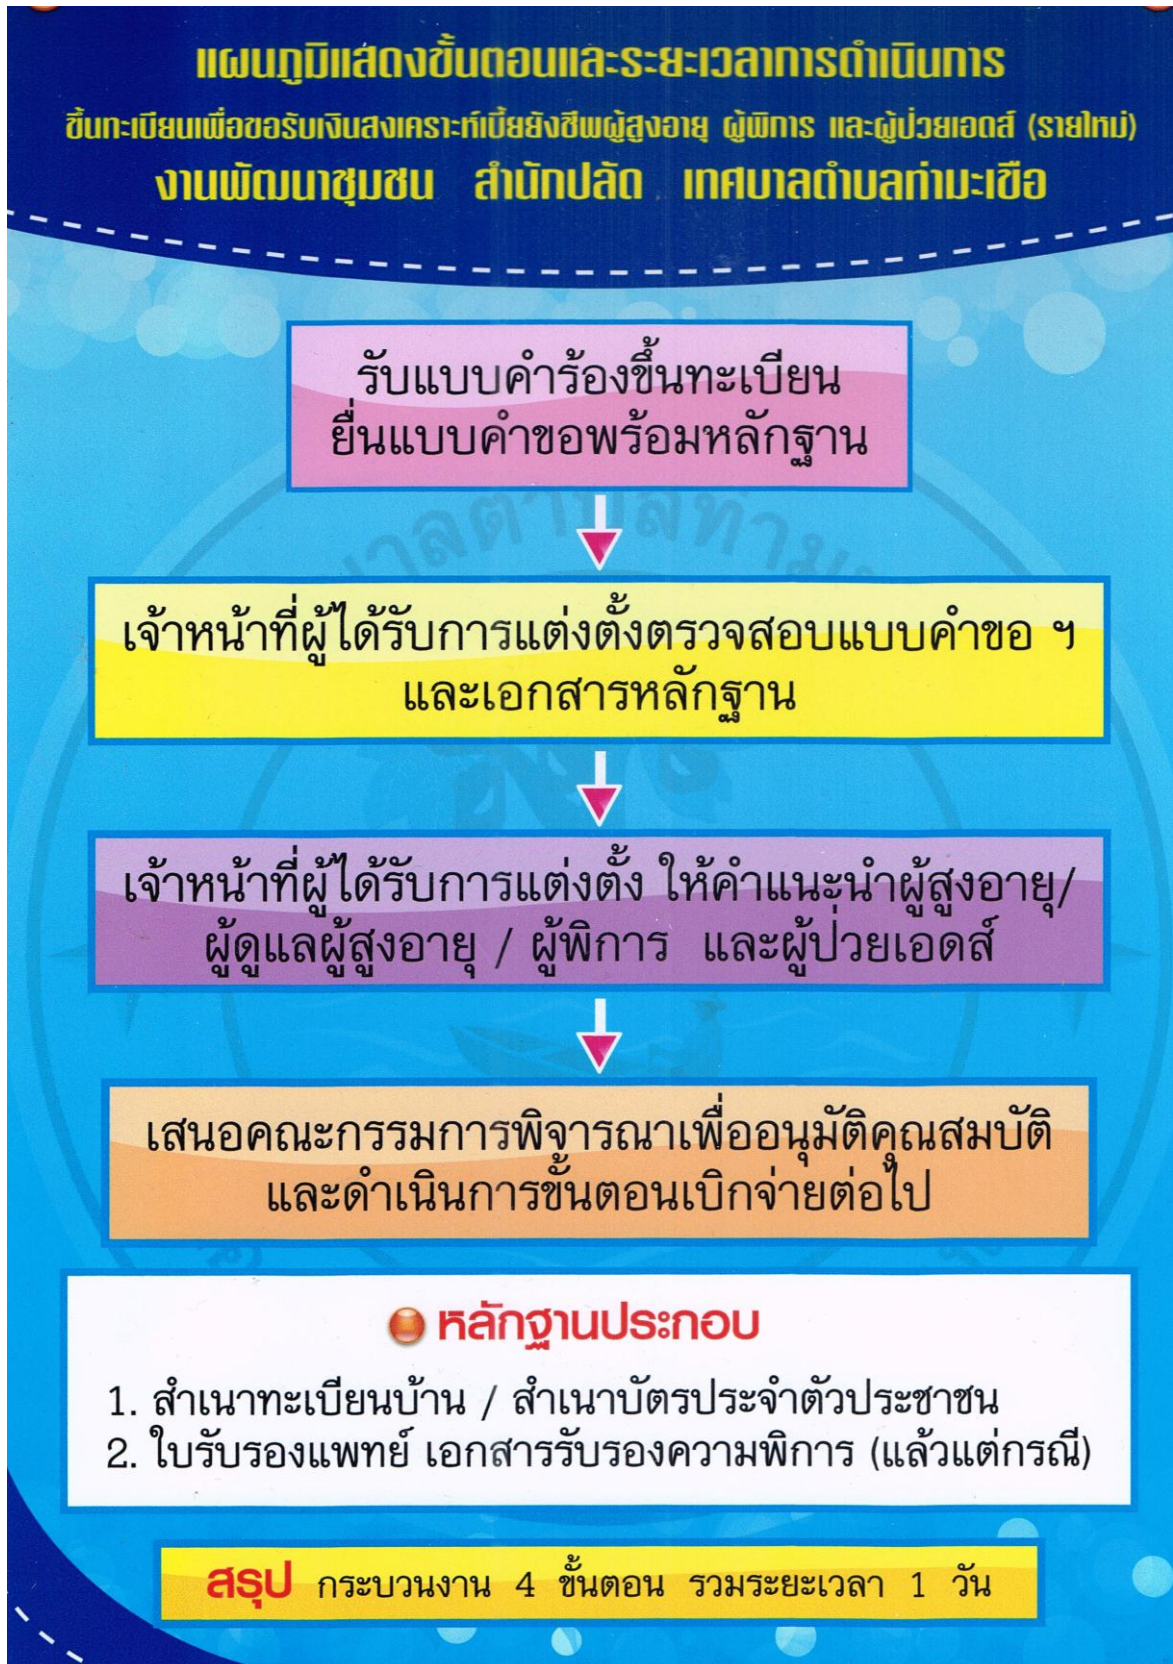 แผนภูมิแสดงขั้นตอนและระยะเวลาการดำเนินการ
ขึ้นทะเบียนเพื่อขอรับเงินสงเคราะห์เบี้ยยังชีพผู้สูงอายุ ผู้พิการ และผู้ป่วยเอดส์ (รายใหม่)
งานพัฒนาชุมชน สำนักปลัด เทศบาลตำบลท่ามะเขือ
รับแบบคำร้องขึ้นทะเบียน
ยื่นแบบคำขอพร้อมหลักฐาน
เจ้าหน้าที่ผู้ได้รับการแต่งตั้งตรวจสอบแบบคำขอ ฯ
และเอกสารหลักฐาน
เจ้าหน้าที่ผู้ได้รับการแต่งตั้ง ให้คำแนะนำผู้สูงอายุ/
ผู้ดูแลผู้สูงอายุ / ผู้พิการ และผู้ป่วยเอดส์
เสนอคณะกรรมการพิจารณาเพื่ออนุมัติคุณสมบัติ
และดำเนินการขั้นตอนเบิกจ่ายต่อไป
หลักฐานประกอบ
1. สำเนาทะเบียนบ้าน / สำเนาบัตรประจำตัวประชาชน
2. ใบรับรองแพทย์ เอกสารรับรองความพิการ (แล้วแต่กรณี)
สรุป กระบวนงาน 4 ขั้นตอน รวมระยะเวลา 1 วัน